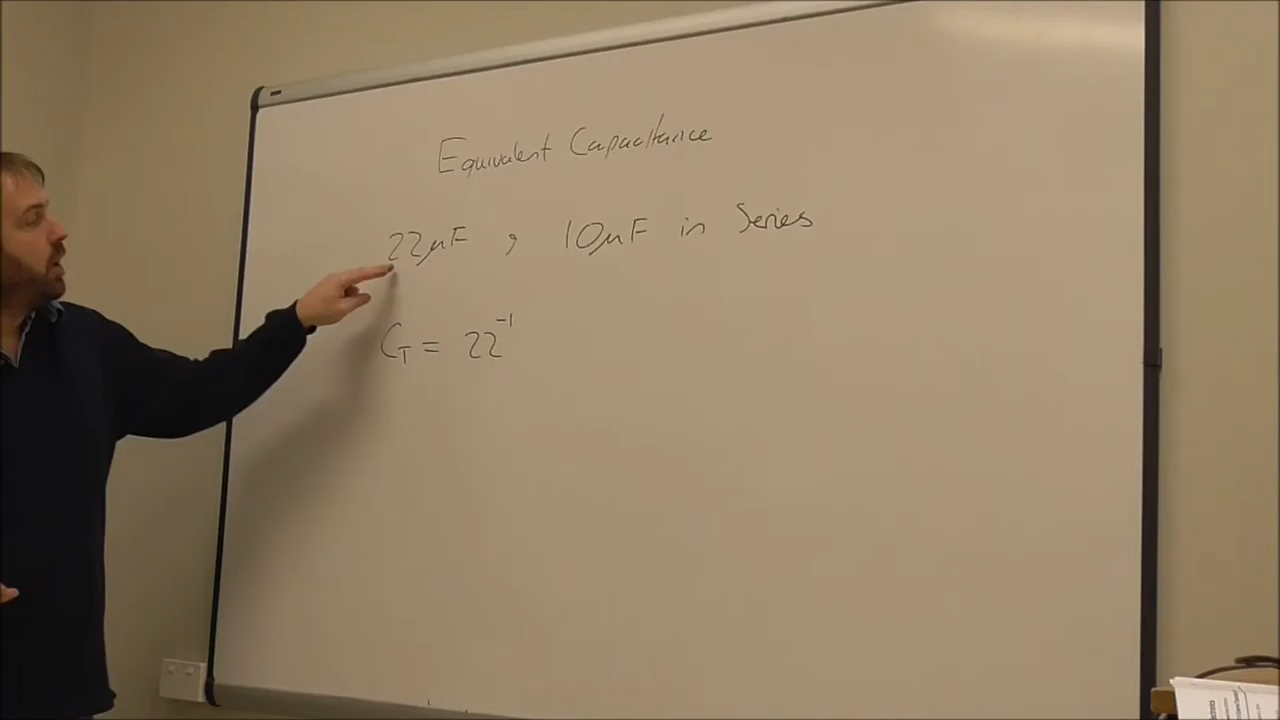 Equivalent Capacitance
22μF , 10μF in Series
C_T = 22⁻¹